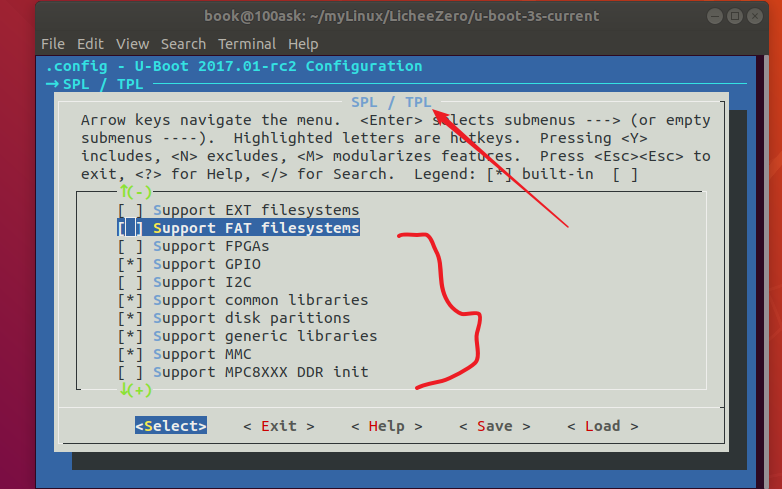 book@100ask: ~/myLinux/LicheeZero/u-boot-3s-current
File Edit View Search Terminal Help
.config - U-Boot 2017.01-rc2 Configuration
→ SPL / TPL
SPL / TPL
Arrow keys navigate the menu. <Enter> selects submenus ---> (or empty
submenus ----). Highlighted letters are hotkeys. Pressing <Y>
includes, <N> excludes, <M> modularizes features. Press <Esc><Esc> to
exit, <?> for Help, </> for Search. Legend: [*] built-in [ ]
↑(-)
[ ] Support EXT filesystems
[ ] Support FAT filesystems
[ ] Support FPGAs
[*] Support GPIO
[ ] Support I2C
[*] Support common libraries
[*] Support disk paritions
[*] Support generic libraries
[*] Support MMC
[ ] Support MPC8XXX DDR init
↓(+)
<Select> < Exit > < Help > < Save > < Load >